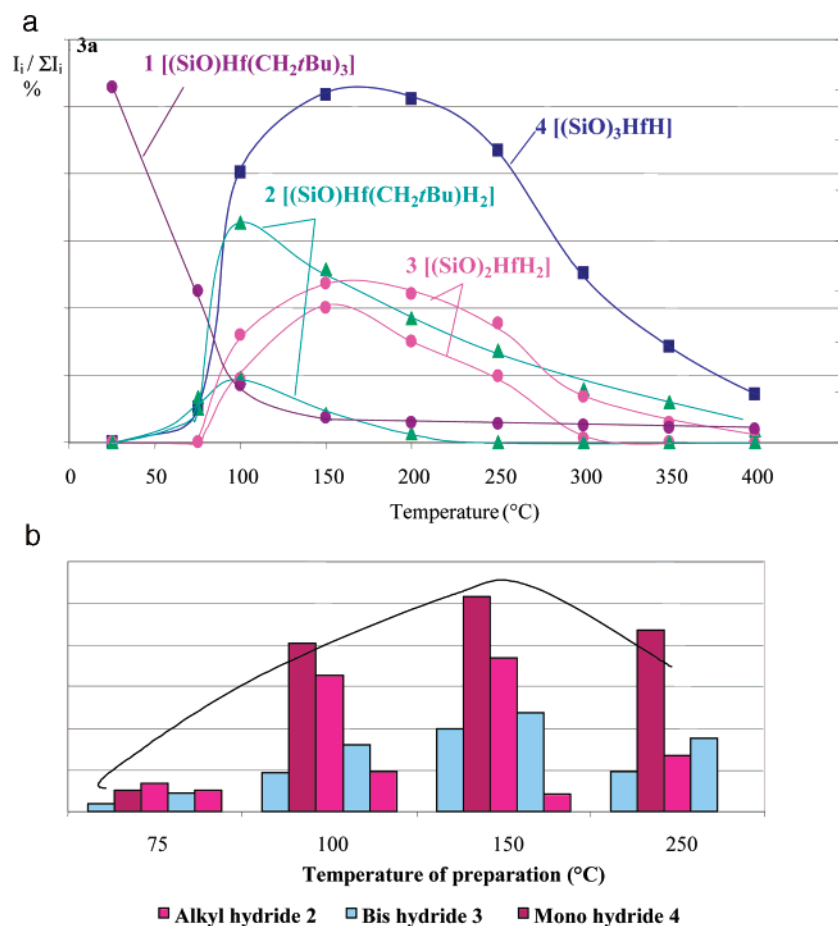 a
3a
I i / ΣI i
%
1 [(SiO)Hf(CH2tBu)3]
4 [(SiO)3HfH]
2 [(SiO)Hf(CH2tBu)H2]
3 [(SiO)2HfH2]
0 50 100 150 200 250 300 350 400
Temperature (°C)
b
75 100 150 250
Temperature of preparation (°C)
Alkyl hydride 2 Bis hydride 3 Mono hydride 4